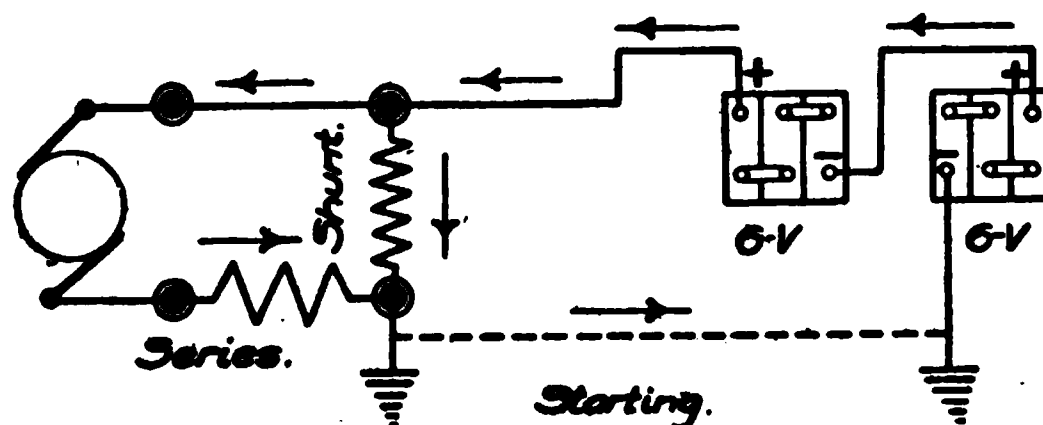 +
+
Shunt.
-
-
6-V
6-V
Series.
Starting.